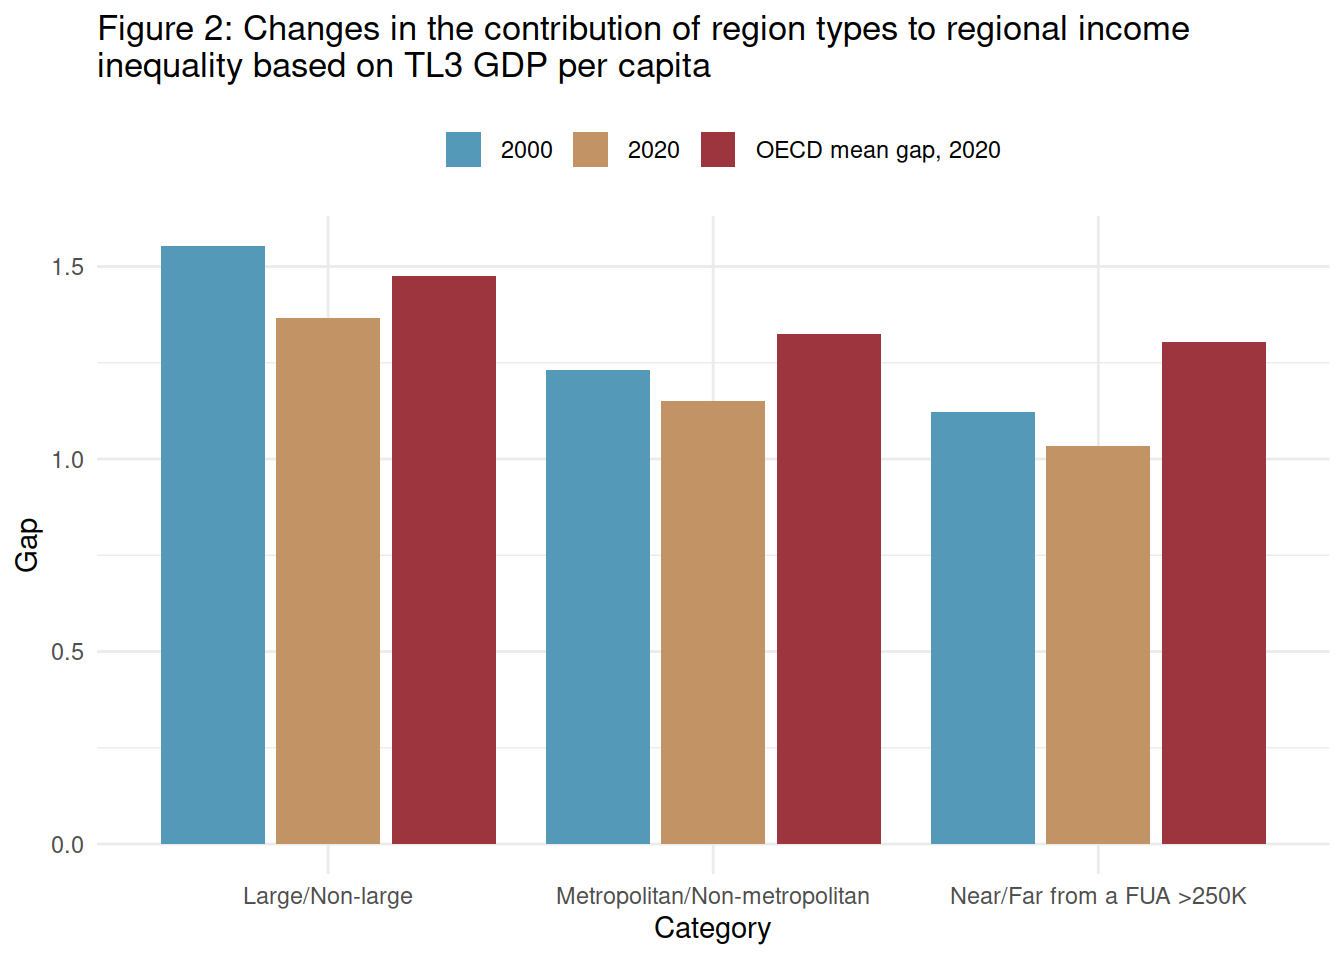 Figure 2: Changes in the contribution of region types to regional income
inequality based on TL3 GDP per capita
2000 2020 OECD mean gap, 2020
1.5
1.0
0.5
0.0
Gap
Large/Non-large Metropolitan/Non-metropolitan Near/Far from a FUA >250K
Category